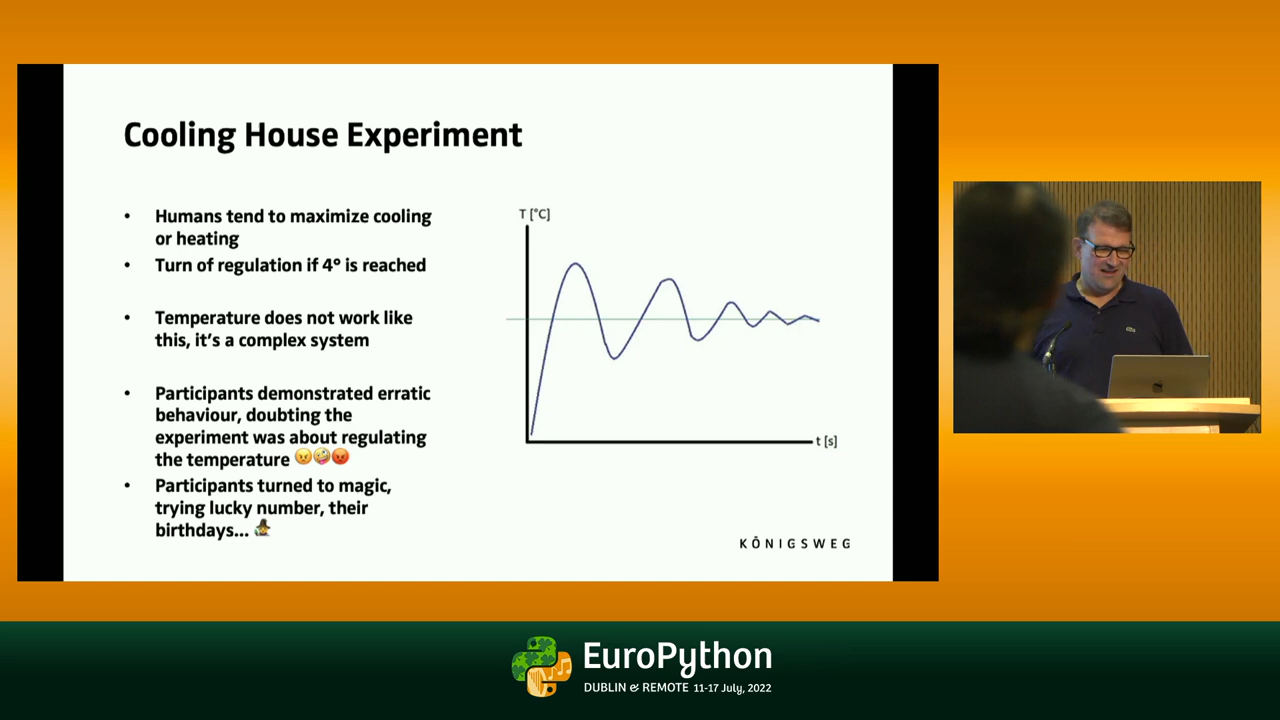 Cooling House Experiment
• Humans tend to maximize cooling
or heating
• Turn of regulation if 4° is reached
• Temperature does not work like
this, it’s a complex system
• Participants demonstrated erratic
behaviour, doubting the
experiment was about regulating
the temperature 😠🤪😡
• Participants turned to magic,
trying lucky number, their
birthdays...
T [°C]
t [s]
KÖNIGSWEG
EuroPython
DUBLIN & REMOTE 11-17 July, 2022